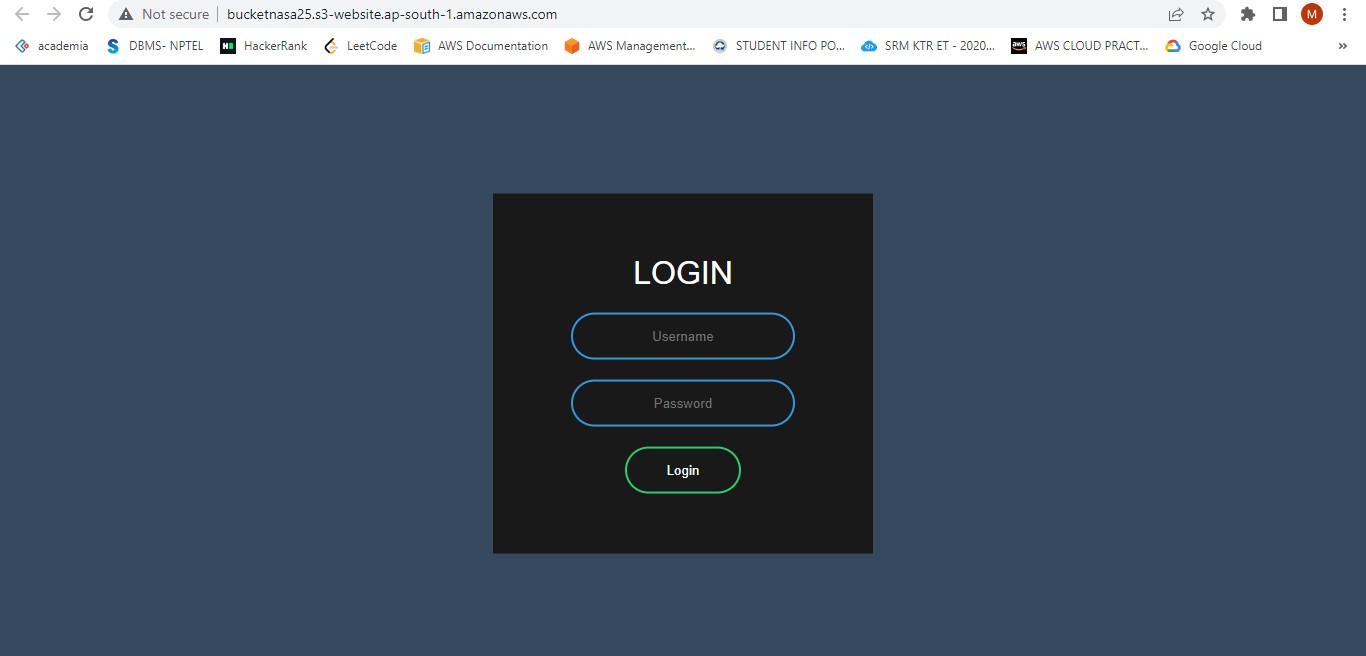 Not secure bucketnasa25.s3-website.ap-south-1.amazonaws.com M
academia S DBMS- NPTEL H HackerRank LeetCode AWS Documentation AWS Management... STUDENT INFO PO... SRM KTR ET - 2020... aws AWS CLOUD PRACT... Google Cloud »
LOGIN
Username
Password
Login